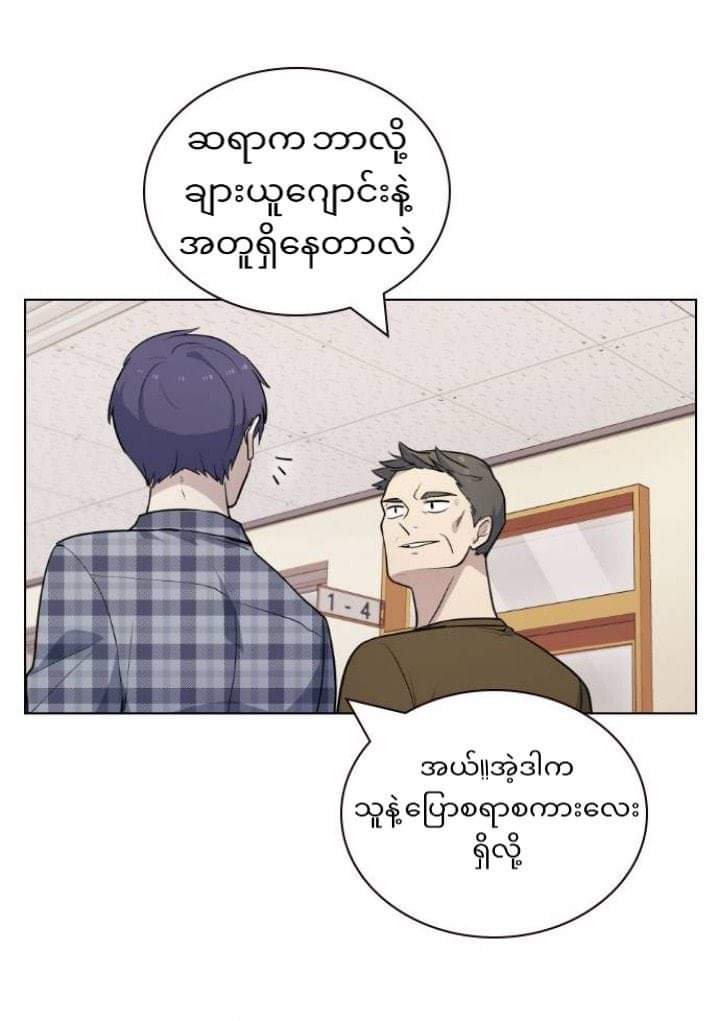 ဆရာက ဘာလို့
ချားယူဂျောင်းနဲ့
အတူရှိနေတာလဲ
1 - 4
အယ်။။အဲ့ဒါက
သူနဲ့ ပြောစရာစကားလေး
ရှိလို့